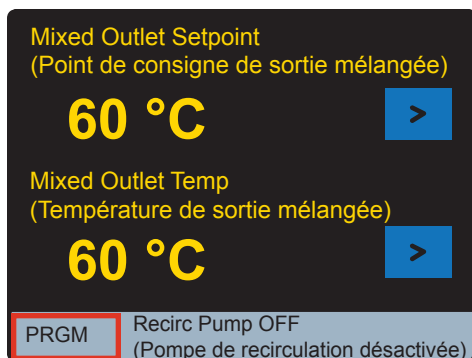 Mixed Outlet Setpoint
(Point de consigne de sortie mélangée)
60 °C
>
Mixed Outlet Temp
(Température de sortie mélangée)
60 °C
>
PRGM
Recirc Pump OFF
(Pompe de recirculation désactivée)